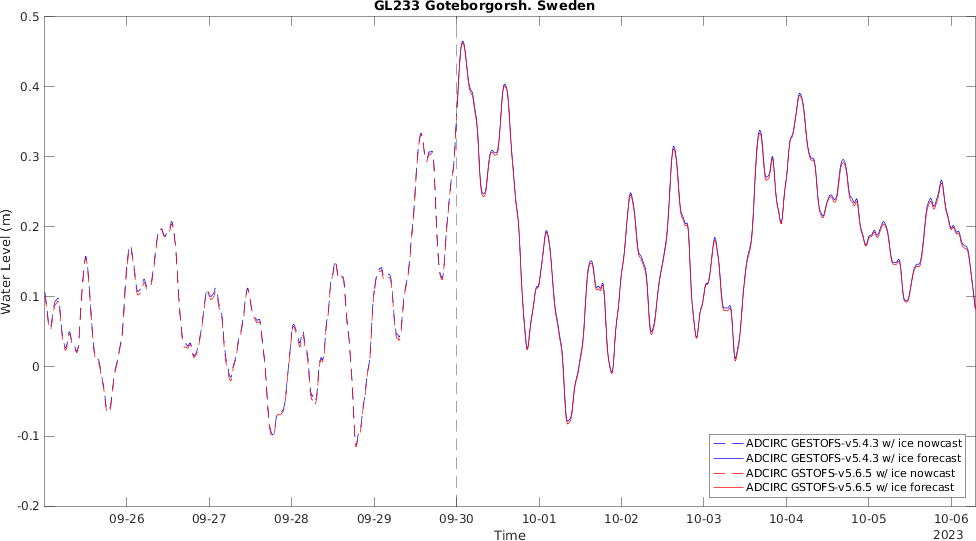 GL233 Goteborgorsh. Sweden
0.5
0.4
0.3
0.2
0.1
0
-0.1
-0.2
Water Level (m)
ADCIRC GESTOFS-v5.4.3 w/ ice nowcast
ADCIRC GESTOFS-v5.4.3 w/ ice forecast
ADCIRC GSTOFS-v5.6.5 w/ ice nowcast
ADCIRC GSTOFS-v5.6.5 w/ ice forecast
09-26 09-27 09-28 09-29 09-30 10-01 10-02 10-03 10-04 10-05 10-06
Time 2023